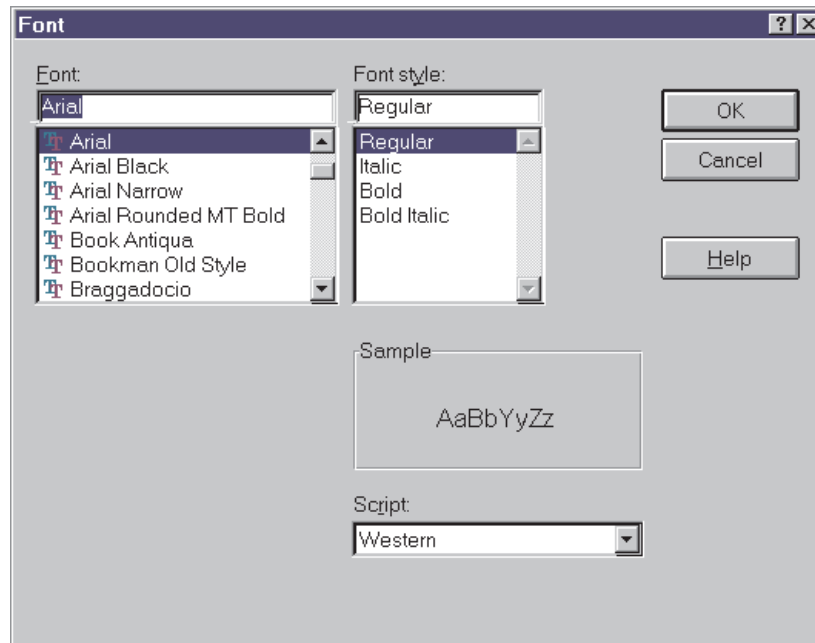 Font
Font:
Arial
Arial
Arial Black
Arial Narrow
Arial Rounded MT Bold
Book Antiqua
Bookman Old Style
Braggadocio
Font style:
Regular
Regular
Italic
Bold
Bold Italic
OK
Cancel
Help
Sample
AaBbYyZz
Script:
Western